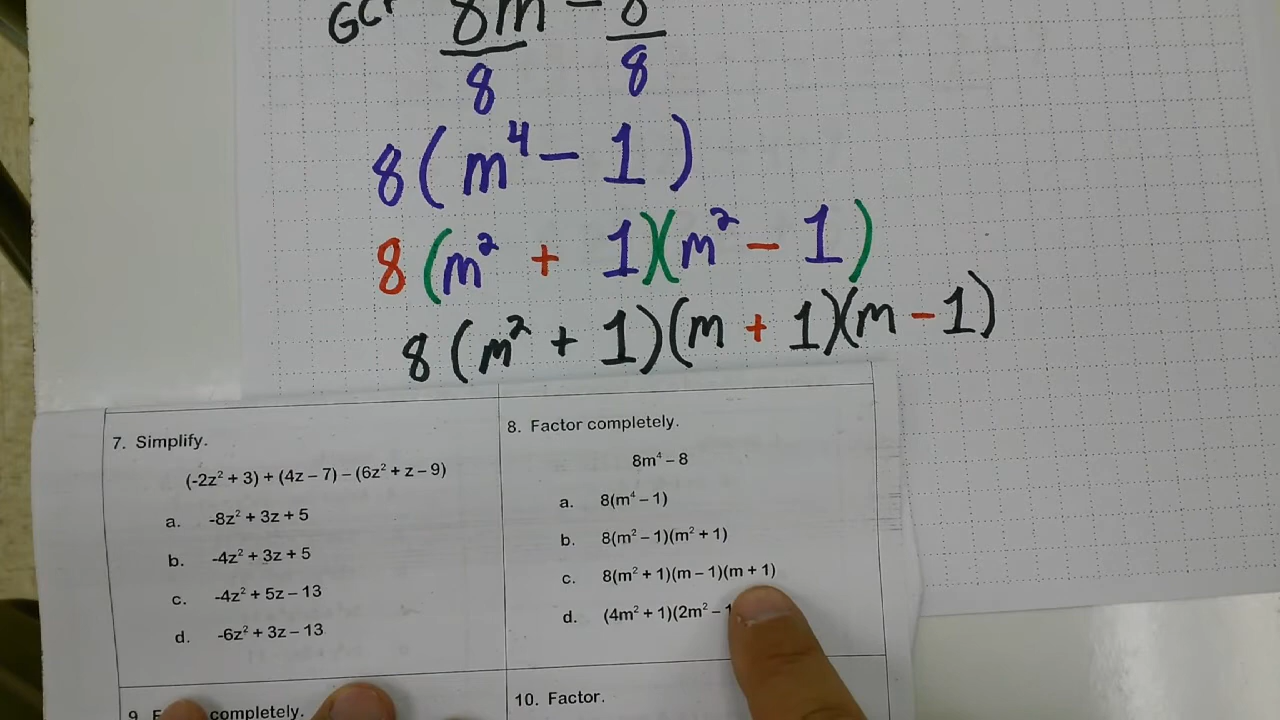 GCF 8m – 8
8 8
8(m⁴ – 1)
8(m² + 1)(m² – 1)
8(m² + 1)(m + 1)(m – 1)
7. Simplify.
(-2z² + 3) + (4z – 7) – (6z² + z – 9)
a. -8z² + 3z + 5
b. -4z² + 3z + 5
c. -4z² + 5z – 13
d. -6z² + 3z – 13
8. Factor completely.
8m⁴ – 8
a. 8(m⁴ – 1)
b. 8(m² – 1)(m² + 1)
c. 8(m² + 1)(m – 1)(m + 1)
d. (4m² + 1)(2m² –
9. completely.
10. Factor.